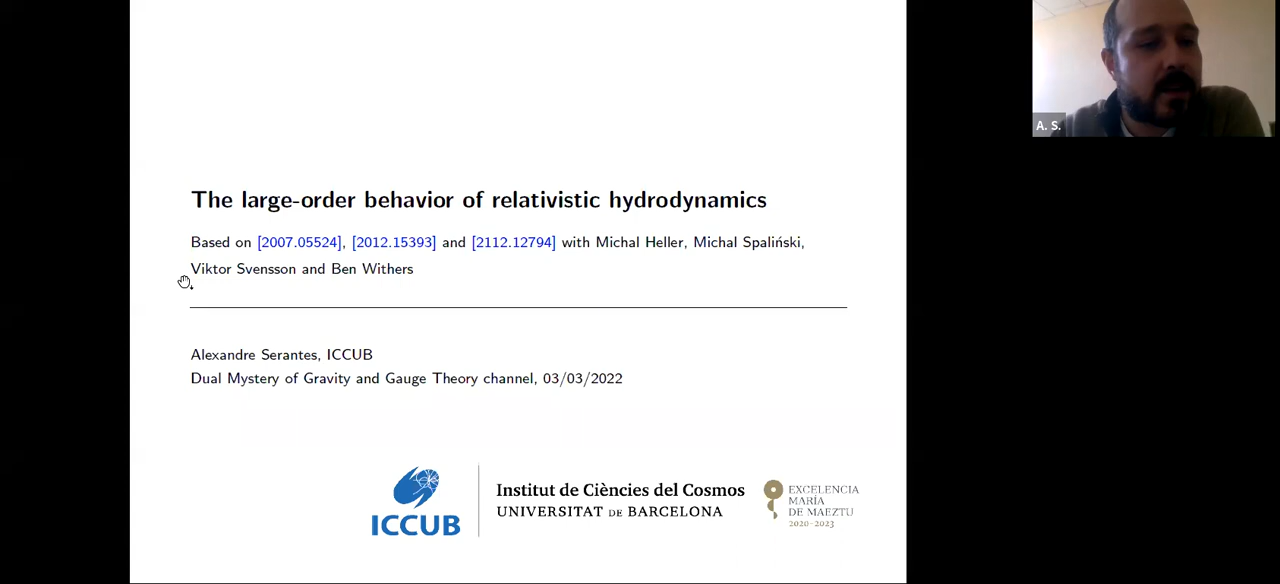 The large-order behavior of relativistic hydrodynamics
Based on [2007.05524], [2012.15393] and [2112.12794] with Michal Heller, Michal Spaliński,
Viktor Svensson and Ben Withers
Alexandre Serantes, ICCUB
Dual Mystery of Gravity and Gauge Theory channel, 03/03/2022
ICCUB
Institut de Ciències del Cosmos
UNIVERSITAT DE BARCELONA
EXCELENCIA
MARÍA
DE MAEZTU
2020-2023
A. S.